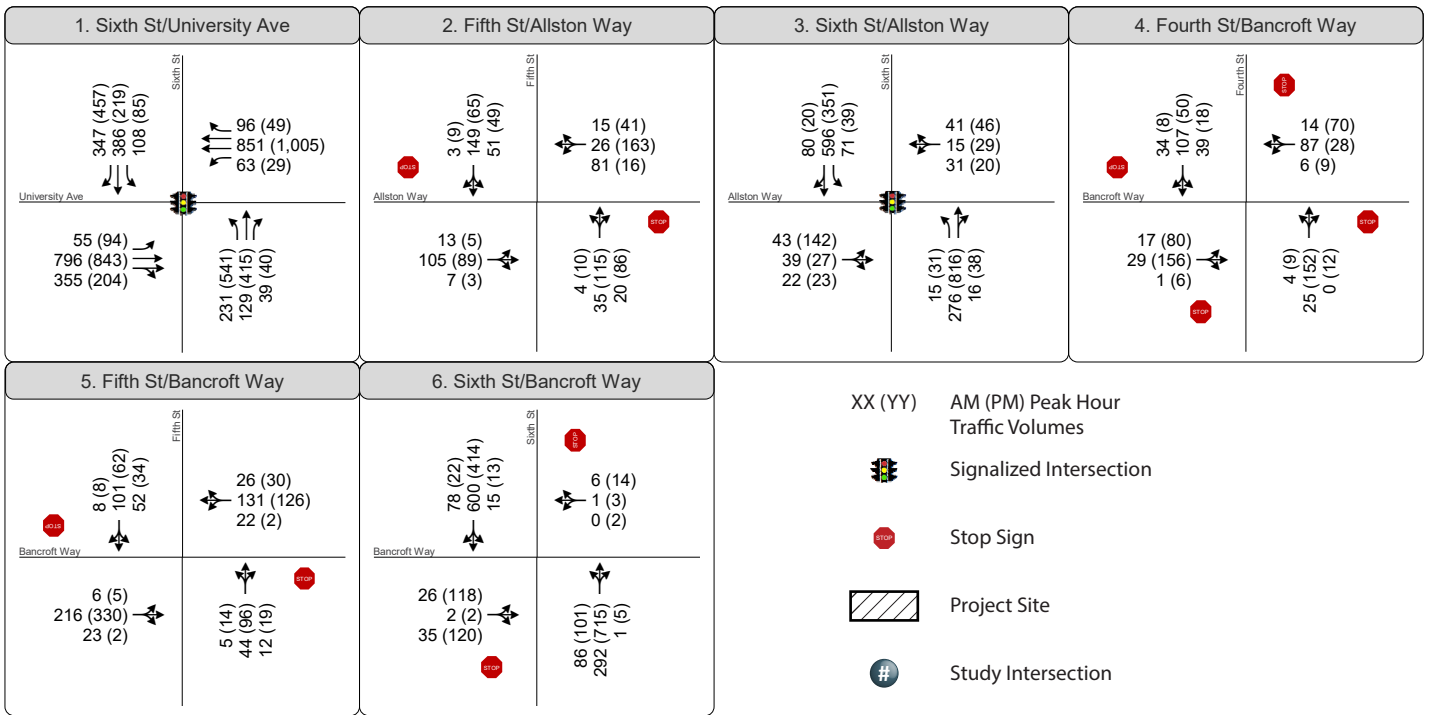 1. Sixth St/University Ave
Sixth St
347 (457)
386 (219)
108 (85)
96 (49)
851 (1,005)
63 (29)
University Ave
55 (94)
796 (843)
355 (204)
231 (541)
129 (415)
39 (40)
2. Fifth St/Allston Way
Fifth St
3 (9)
149 (65)
51 (49)
STOP
15 (41)
26 (163)
81 (16)
Allston Way
STOP
13 (5)
105 (89)
7 (3)
4 (10)
35 (115)
20 (86)
3. Sixth St/Allston Way
Sixth St
80 (20)
596 (351)
71 (39)
41 (46)
15 (29)
31 (20)
Allston Way
43 (142)
39 (27)
22 (23)
15 (31)
276 (816)
16 (38)
4. Fourth St/Bancroft Way
Fourth St
STOP
34 (8)
107 (50)
39 (18)
STOP
14 (70)
87 (28)
6 (9)
Bancroft Way
STOP
17 (80)
29 (156)
1 (6)
STOP
4 (9)
25 (152)
0 (12)
5. Fifth St/Bancroft Way
Fifth St
8 (8)
101 (62)
52 (34)
STOP
26 (30)
131 (126)
22 (2)
Bancroft Way
STOP
6 (5)
216 (330)
23 (2)
5 (14)
44 (96)
12 (19)
6. Sixth St/Bancroft Way
Sixth St
STOP
78 (22)
600 (414)
15 (13)
6 (14)
1 (3)
0 (2)
Bancroft Way
26 (118)
2 (2)
35 (120)
STOP
86 (101)
292 (715)
1 (5)
XX (YY) AM (PM) Peak Hour
Traffic Volumes
Signalized Intersection
STOP Stop Sign
Project Site
# Study Intersection